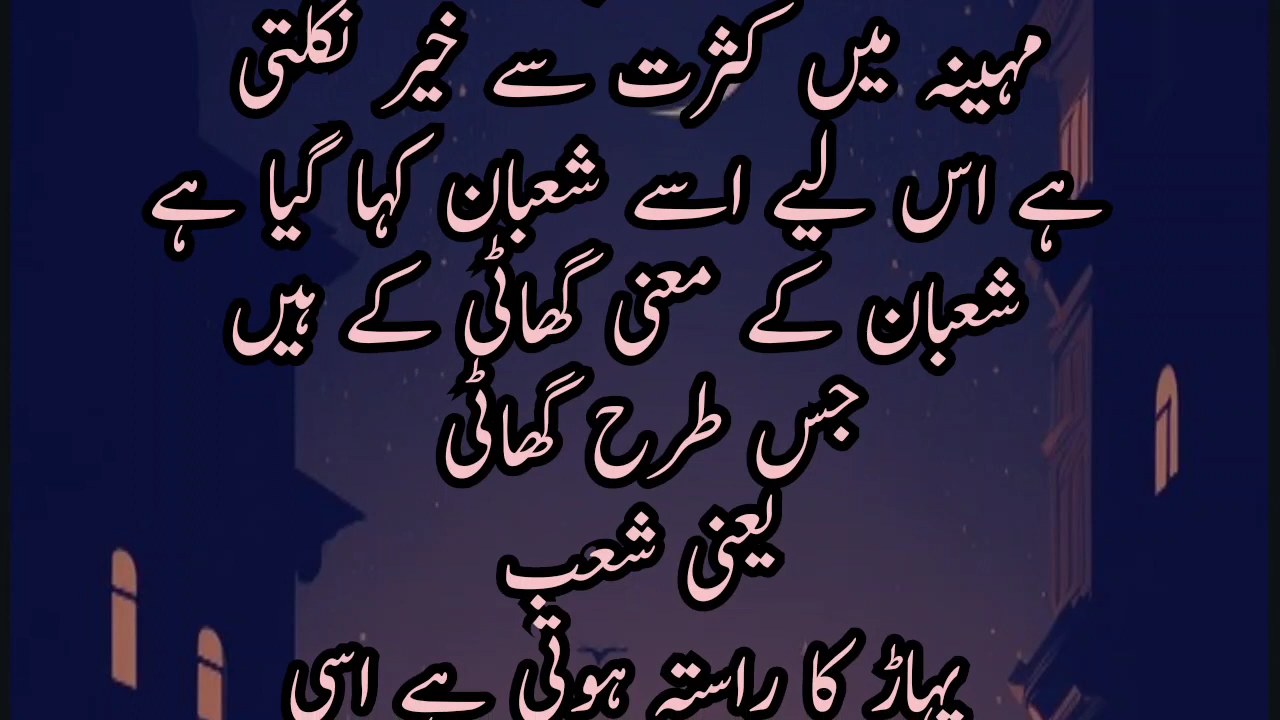 مہینہ میں کثرت سے خیر نکلتی
ہے اس لیے اسے شعبان کہا گیا ہے
شعبان کے معنی گھاٹی کے ہیں
جس طرح گھاٹی
یعنی شعب
پہاڑ کا راستہ ہوتی ہے اسی